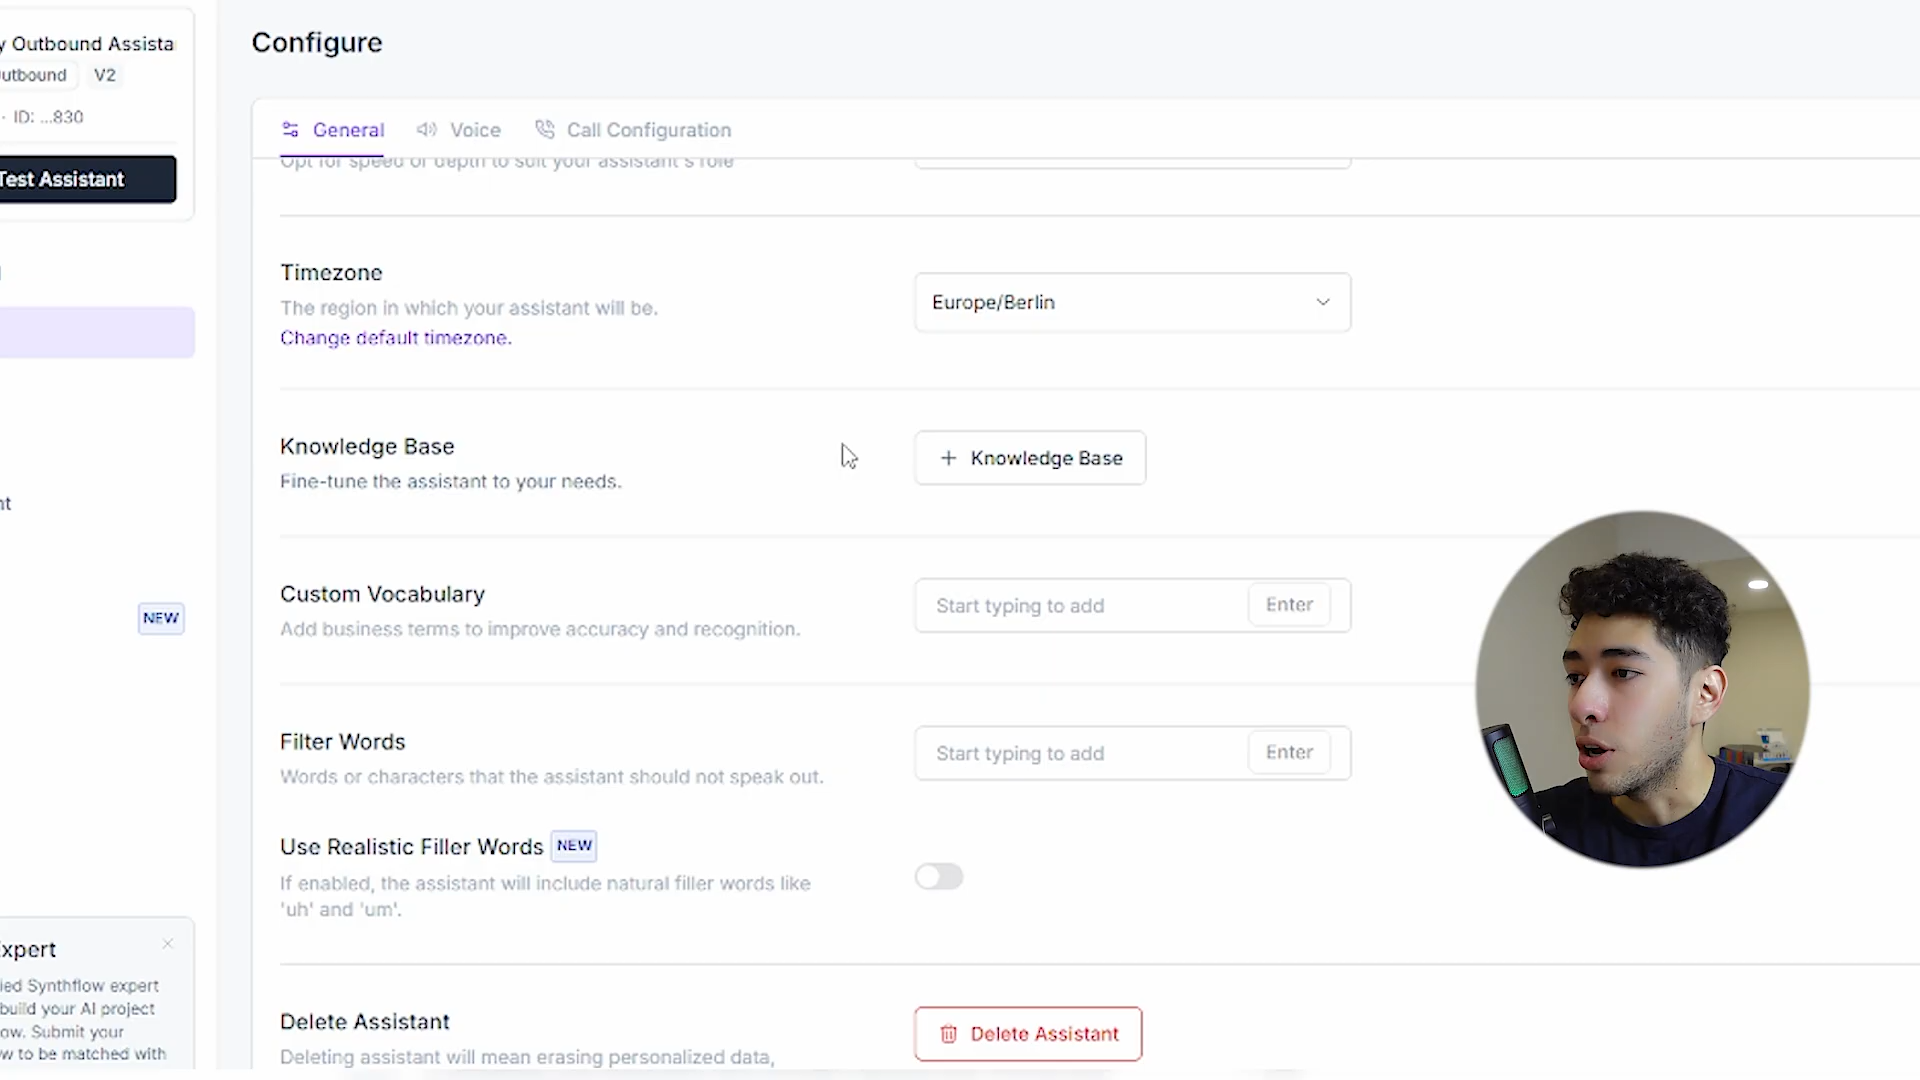 Configure
y Outbound Assista
utbound V2
· ID: ...830
Test Assistant
General Voice Call Configuration
Opt for speed or depth to suit your assistant's role
Timezone
The region in which your assistant will be.
Change default timezone.
Europe/Berlin
Knowledge Base
Fine-tune the assistant to your needs.
+ Knowledge Base
nt
Custom Vocabulary
Add business terms to improve accuracy and recognition.
Start typing to add Enter
NEW
Filter Words
Words or characters that the assistant should not speak out.
Start typing to add Enter
Use Realistic Filler Words NEW
If enabled, the assistant will include natural filler words like
'uh' and 'um'.
Expert
ied Synthflow expert
build your AI project
ow. Submit your
w to be matched with
Delete Assistant
Deleting assistant will mean erasing personalized data,
Delete Assistant